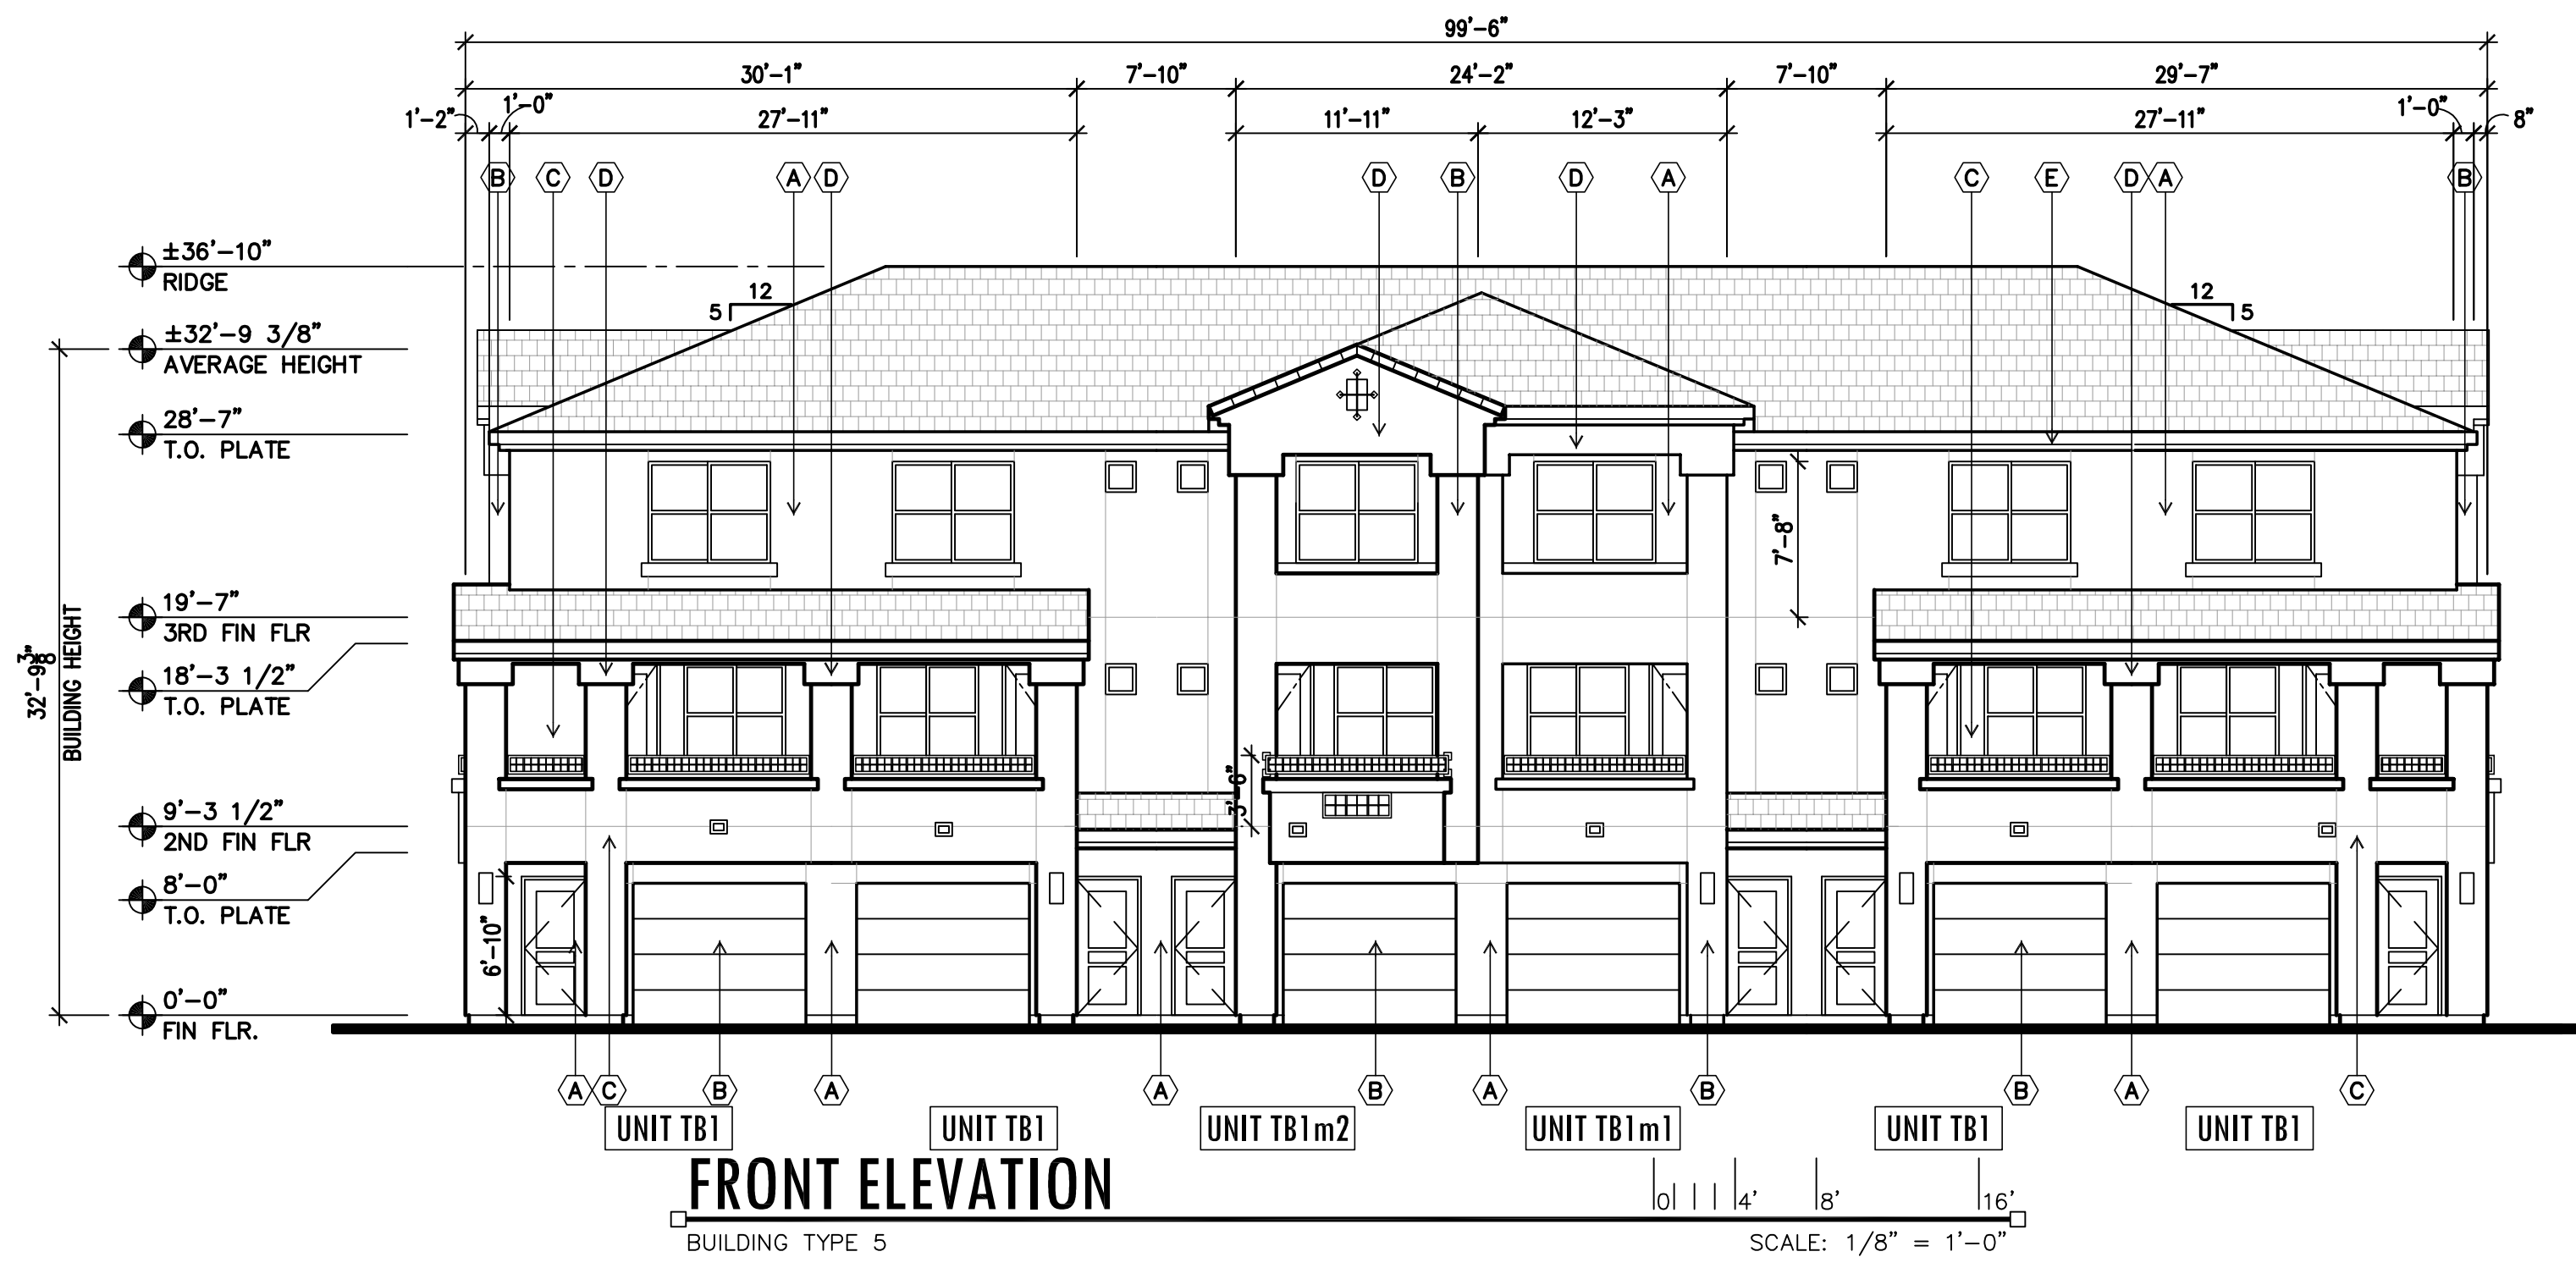 99'-6"
30'-1" 7'-10" 24'-2" 7'-10" 29'-7"
1'-2" 1'-0" 27'-11" 11'-11" 12'-3" 27'-11" 1'-0" 8"
B C D A D D B D A C E D A B
±36'-10"
RIDGE
12
5
12
5
±32'-9 3/8"
AVERAGE HEIGHT
28'-7"
T.O. PLATE
7'-8"
19'-7"
3RD FIN FLR
18'-3 1/2"
T.O. PLATE
32'-9 3/8"
BUILDING HEIGHT
3'-6"
9'-3 1/2"
2ND FIN FLR
8'-0"
T.O. PLATE
6'-10"
0'-0"
FIN FLR.
A C B A A B A B B A C
UNIT TB1 UNIT TB1 UNIT TB1m2 UNIT TB1m1 UNIT TB1 UNIT TB1
FRONT ELEVATION
0 4' 8' 16'
BUILDING TYPE 5
SCALE: 1/8" = 1'-0"